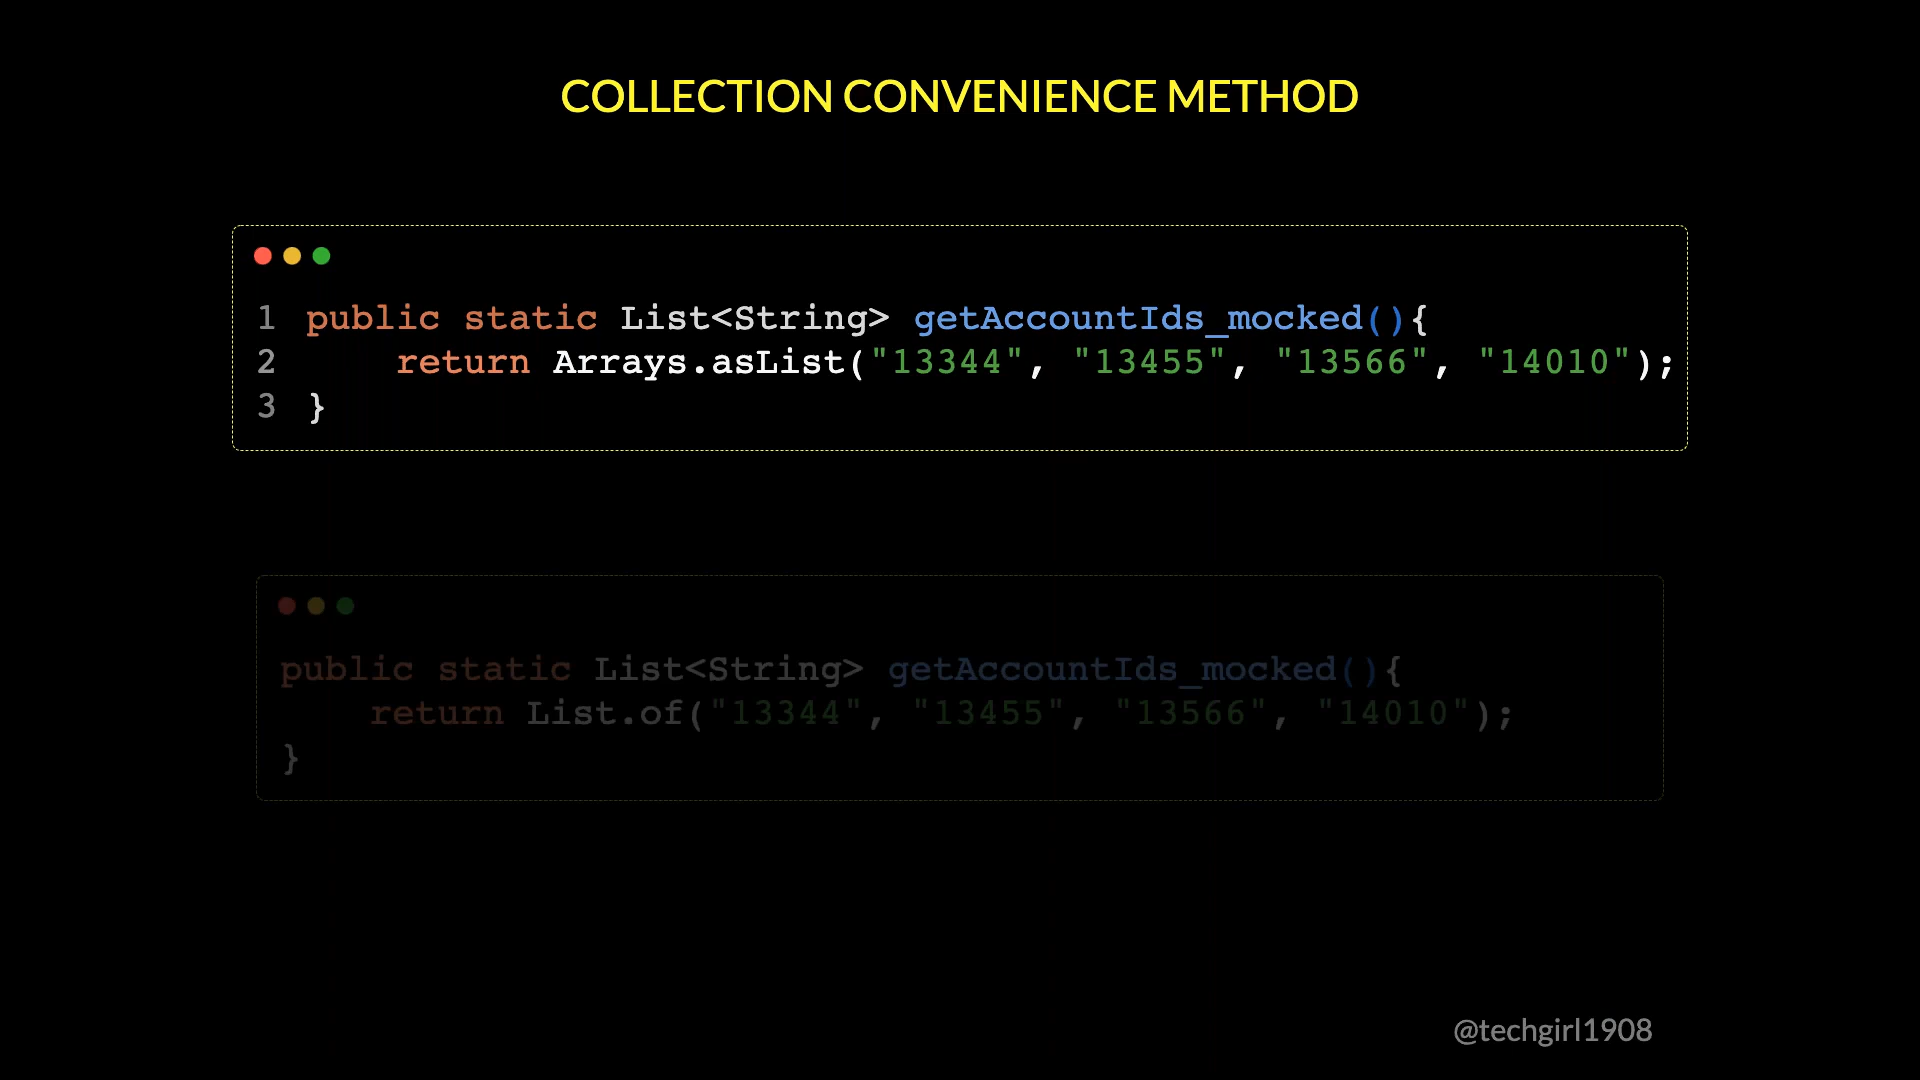 COLLECTION CONVENIENCE METHOD
1 public static List<String> getAccountIds_mocked(){
2     return Arrays.asList("13344", "13455", "13566", "14010");
3 }
public static List<String> getAccountIds_mocked(){
    return List.of("13344", "13455", "13566", "14010");
}
@techgirl1908